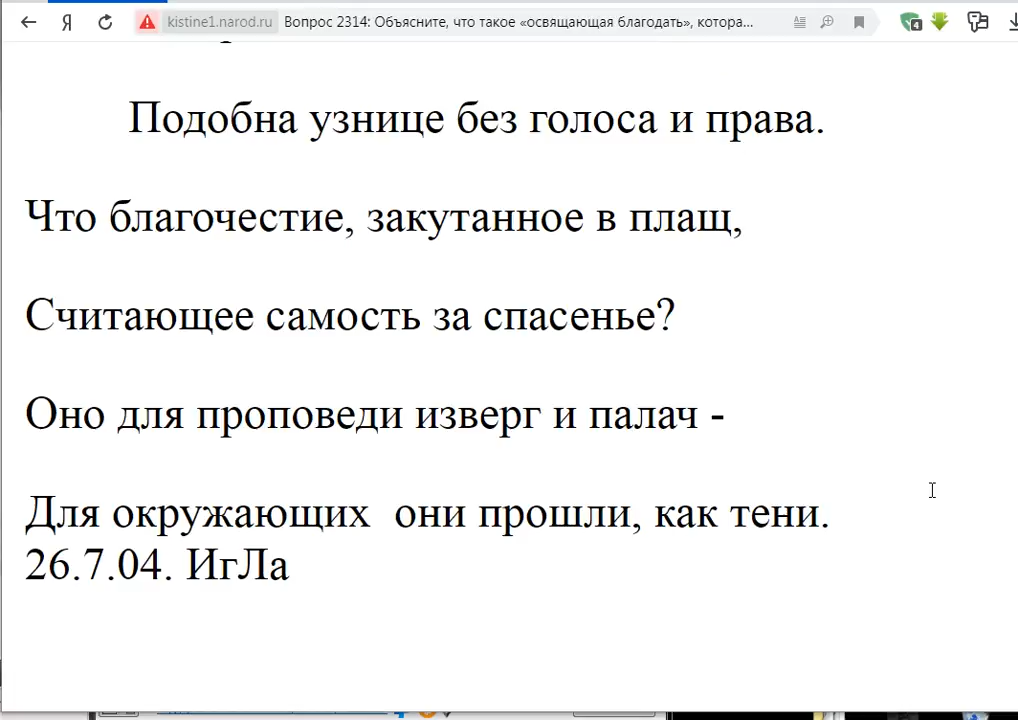 Я kistine1.narod.ru Вопрос 2314: Объясните, что такое «освящающая благодать», котора... 4
Подобна узнице без голоса и права.
Что благочестие, закутанное в плащ,
Считающее самость за спасенье?
Оно для проповеди изверг и палач -
Для окружающих они прошли, как тени.
26.7.04. ИгЛа